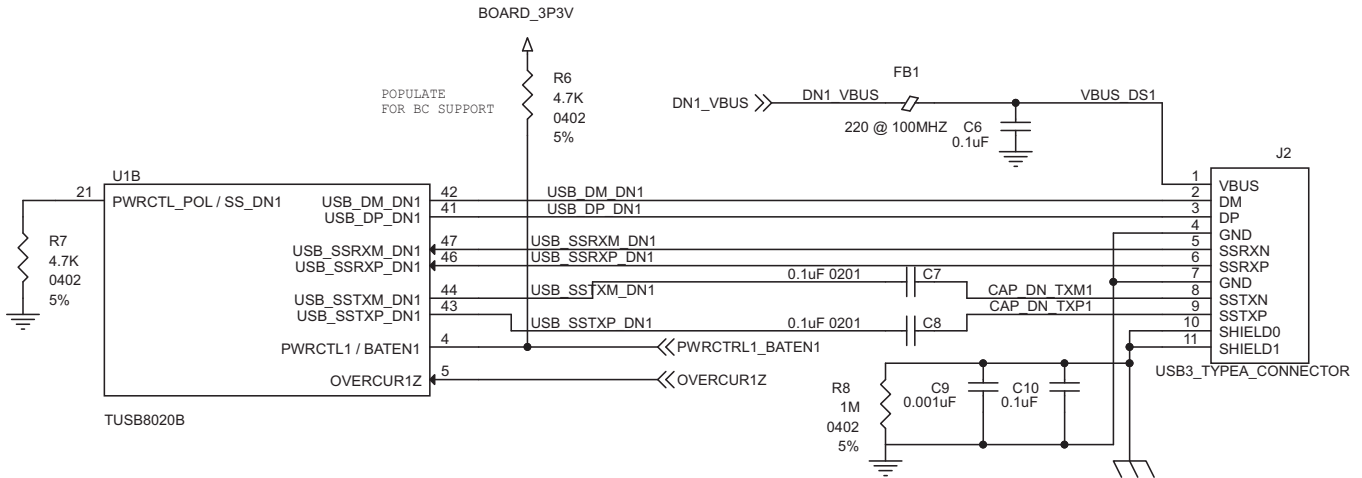 BOARD_3P3V
R6
4.7K
0402
5%
POPULATE
FOR BC SUPPORT
FB1
DN1_VBUS
DN1_VBUS
VBUS_DS1
220 @ 100MHZ
C6
0.1uF
J2
U1B
21
PWRCTL_POL / SS_DN1
USB_DM_DN1
42
USB_DM_DN1
USB_DP_DN1
41
USB_DP_DN1
USB_SSRXM_DN1
47
USB_SSRXM_DN1
USB_SSRXP_DN1
46
USB_SSRXP_DN1
USB_SSTXM_DN1
44
USB_SSTXM_DN1
USB_SSTXP_DN1
43
USB_SSTXP_DN1
PWRCTL1 / BATEN1
4
PWRCTRL1_BATEN1
OVERCUR1Z
5
OVERCUR1Z
TUSB8020B
R7
4.7K
0402
5%
0.1uF 0201
C7
0.1uF 0201
C8
CAP_DN_TXM1
CAP_DN_TXP1
1
VBUS
2
DM
3
DP
4
GND
5
SSRXN
6
SSRXP
7
GND
8
SSTXN
9
SSTXP
10
SHIELD0
11
SHIELD1
USB3_TYPEA_CONNECTOR
R8
1M
0402
5%
C9
0.001uF
C10
0.1uF